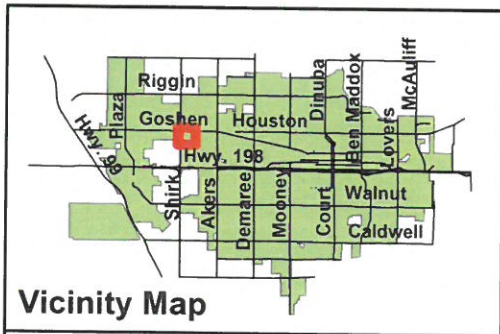 Riggin
Plaza
Goshen
Houston
Dinuba
Ben Maddox
Lovers
McAuliff
Hwy. 99
Hwy. 198
Shirk
Akers
Demaree
Mooney
Court
Walnut
Caldwell
Vicinity Map